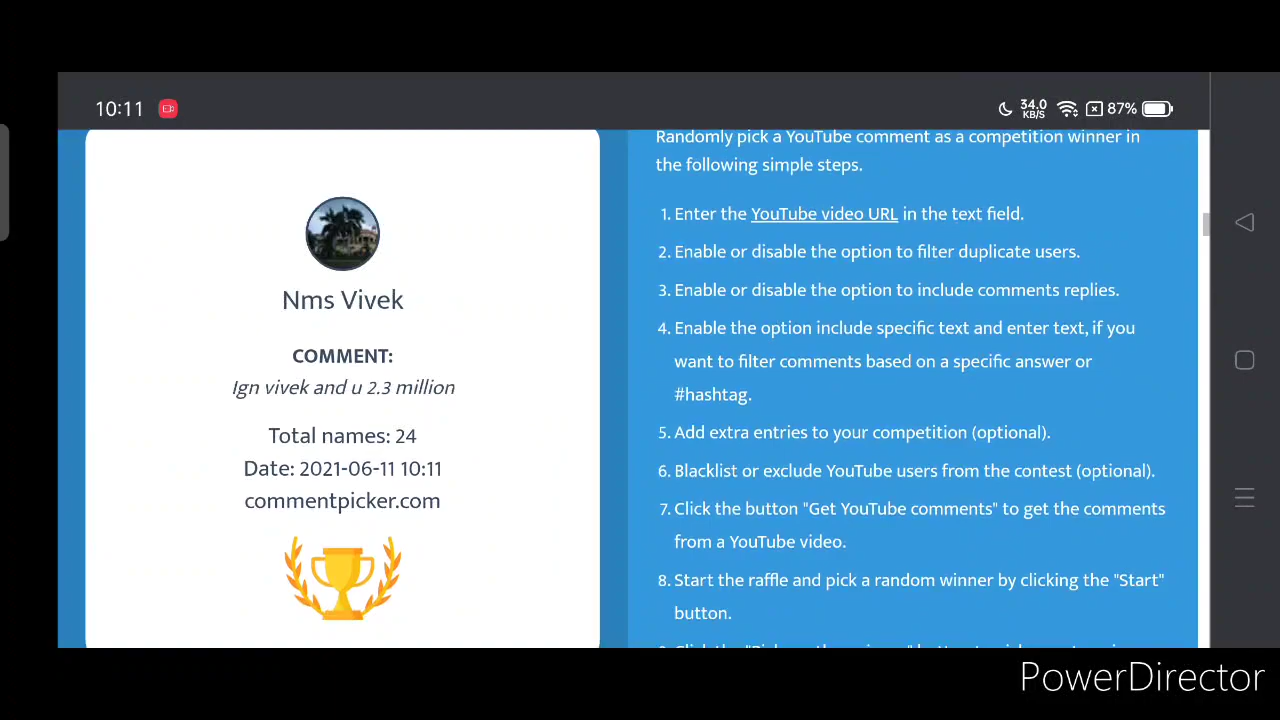 10:11
34.0
KB/S
87%
Nms Vivek
COMMENT:
Ign vivek and u 2.3 million
Total names: 24
Date: 2021-06-11 10:11
commentpicker.com
Randomly pick a YouTube comment as a competition winner in
the following simple steps.
1. Enter the YouTube video URL in the text field.
2. Enable or disable the option to filter duplicate users.
3. Enable or disable the option to include comments replies.
4. Enable the option include specific text and enter text, if you
want to filter comments based on a specific answer or
#hashtag.
5. Add extra entries to your competition (optional).
6. Blacklist or exclude YouTube users from the contest (optional).
7. Click the button "Get YouTube comments" to get the comments
from a YouTube video.
8. Start the raffle and pick a random winner by clicking the "Start"
button.
PowerDirector